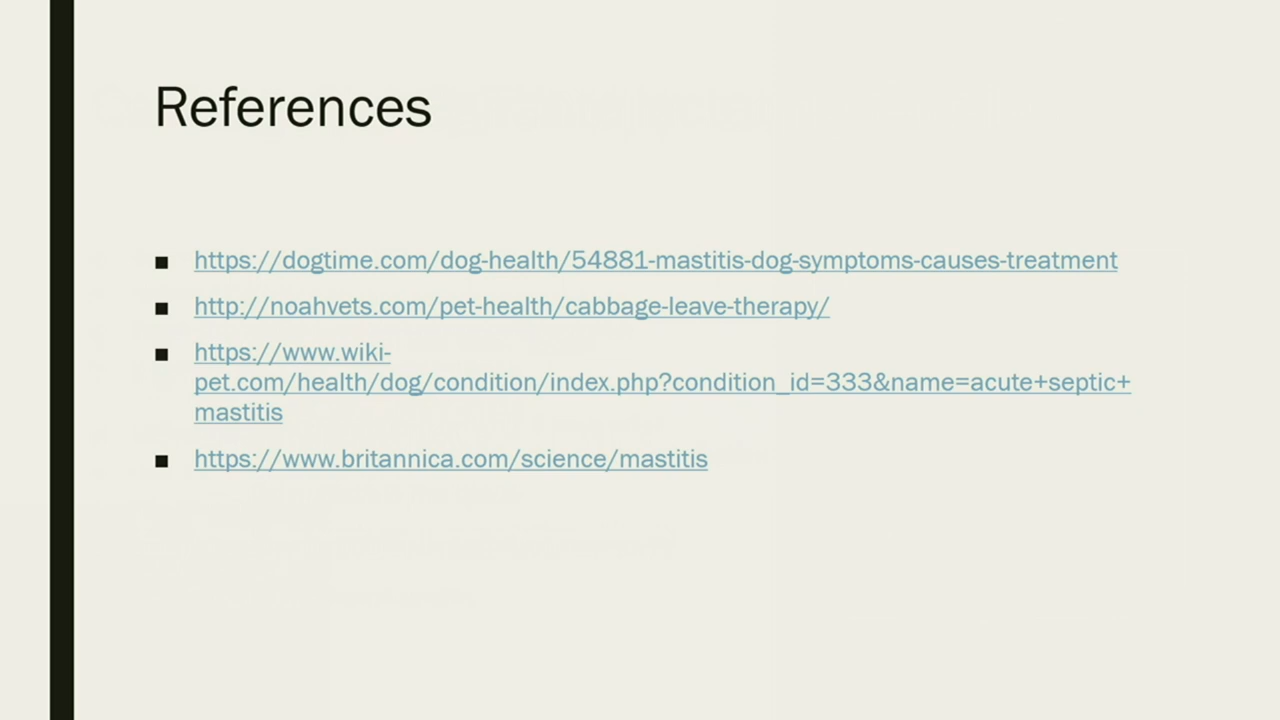 References
https://dogtime.com/dog-health/54881-mastitis-dog-symptoms-causes-treatment
http://noahvets.com/pet-health/cabbage-leave-therapy/
https://www.wiki-
pet.com/health/dog/condition/index.php?condition_id=333&name=acute+septic+
mastitis
https://www.britannica.com/science/mastitis